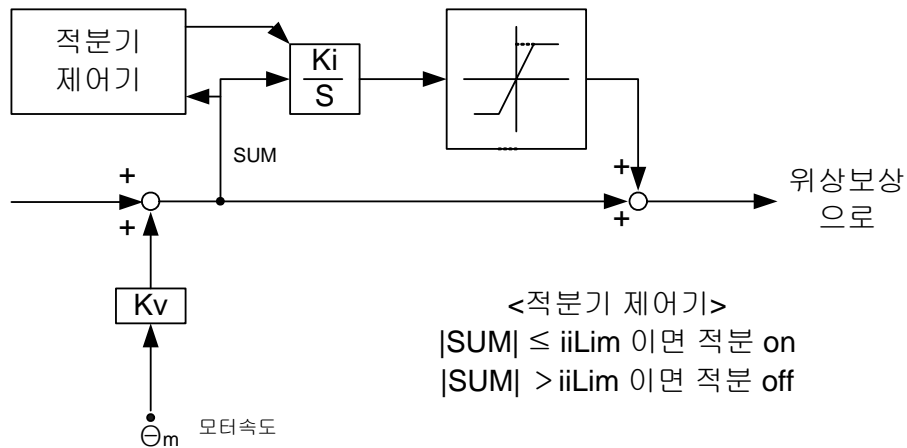 적분기
제어기
Ki
S
SUM
+
+
+
+
위상보상
으로
Kv
Θm 모터속도
<적분기 제어기>
|SUM| ≤ iiLim 이면 적분 on
|SUM| > iiLim 이면 적분 off